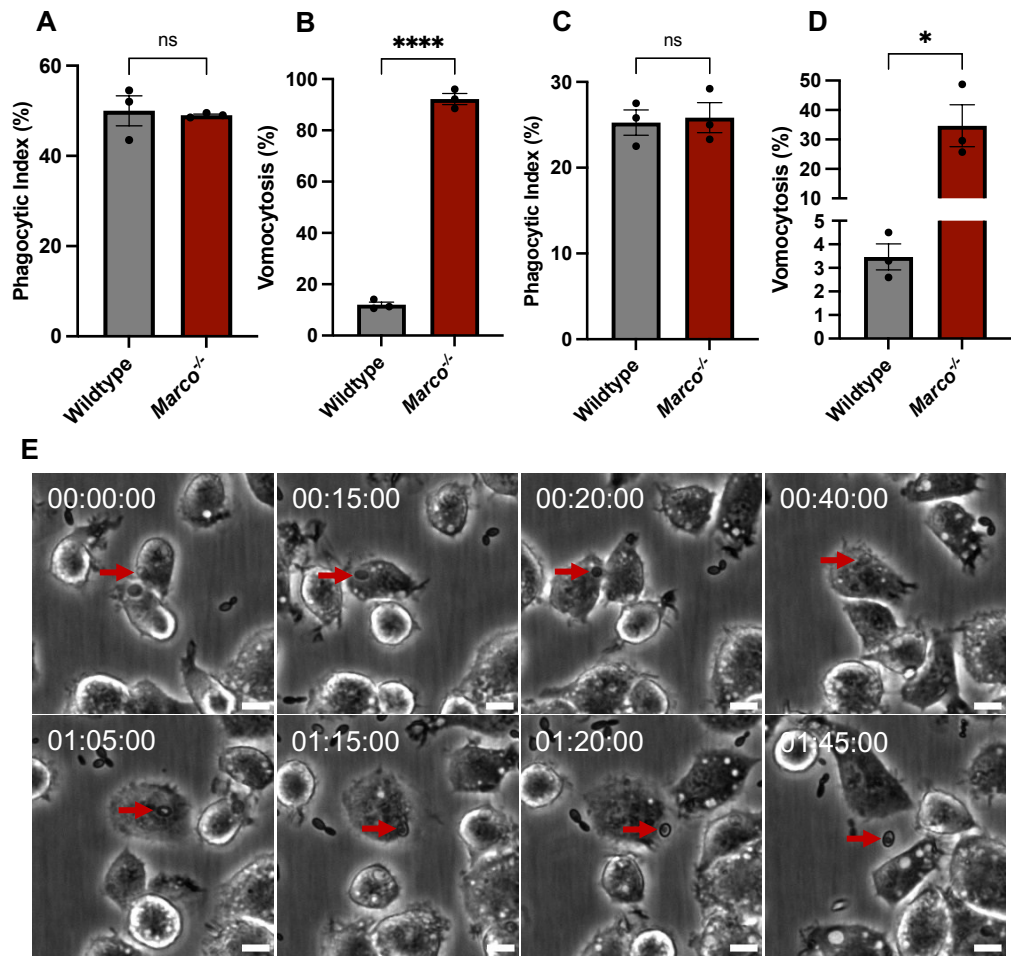 A
ns
Phagocytic Index (%)
60
40
20
0
Wildtype
Marco-/-
B
****
Vomocytosis (%)
100
80
60
40
20
0
Wildtype
Marco-/-
C
ns
Phagocytic Index (%)
30
20
10
0
Wildtype
Marco-/-
D
*
Vomocytosis (%)
50
40
30
20
10
5
4
3
2
1
0
Wildtype
Marco-/-
E
00:00:00
00:15:00
00:20:00
00:40:00
01:05:00
01:15:00
01:20:00
01:45:00